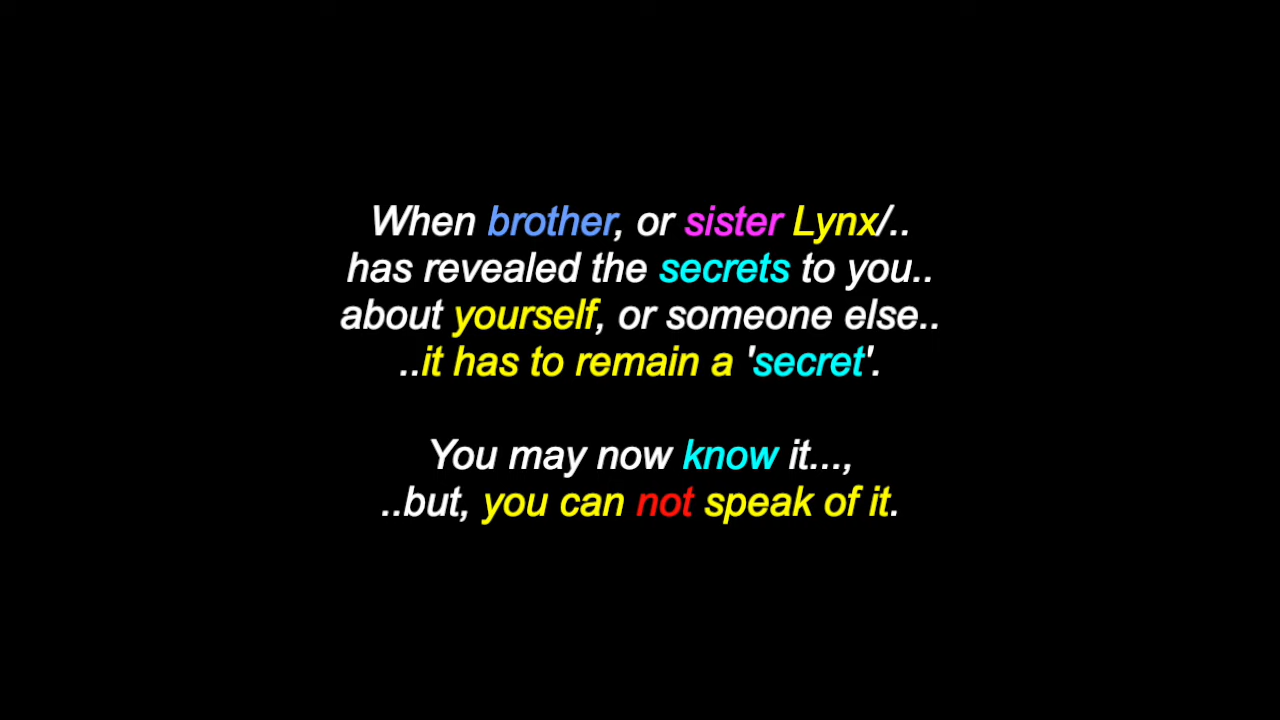 When brother, or sister Lynx/..
has revealed the secrets to you..
about yourself, or someone else..
..it has to remain a 'secret'.
You may now know it...,
..but, you can not speak of it.